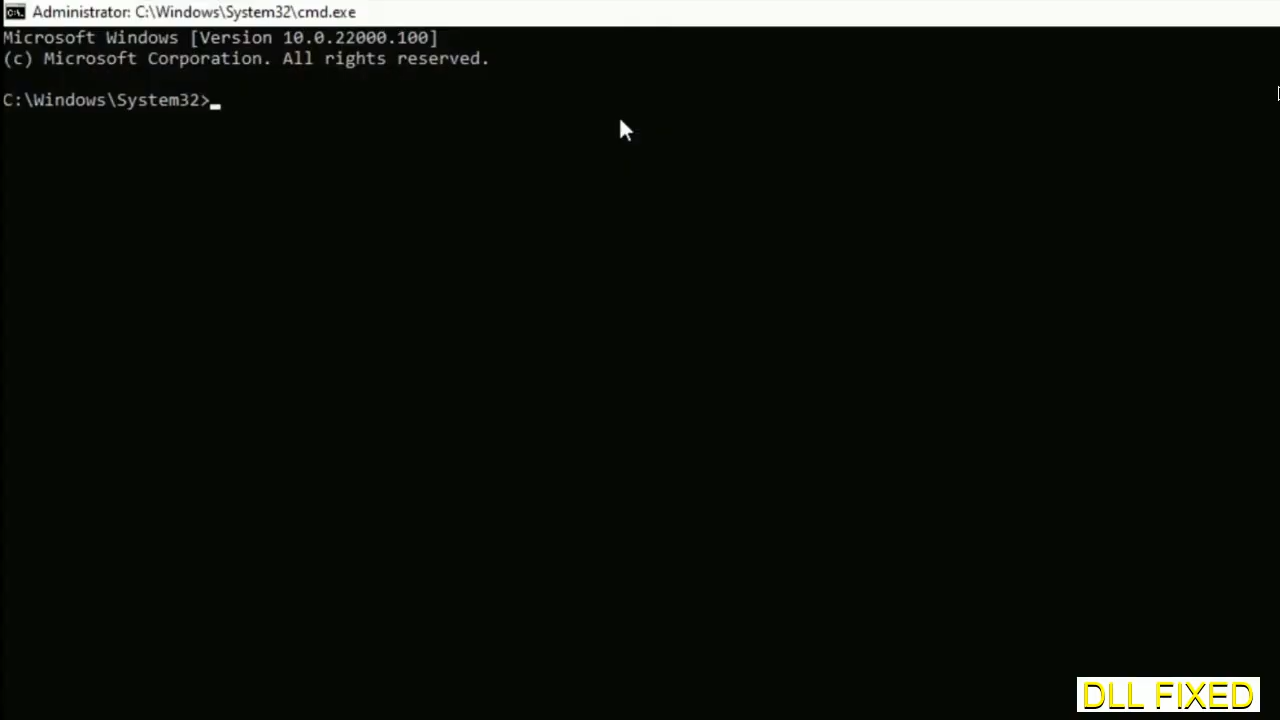 Administrator: C:\Windows\System32\cmd.exe
Microsoft Windows [Version 10.0.22000.100]
(c) Microsoft Corporation. All rights reserved.
C:\Windows\System32>
DLL FIXED